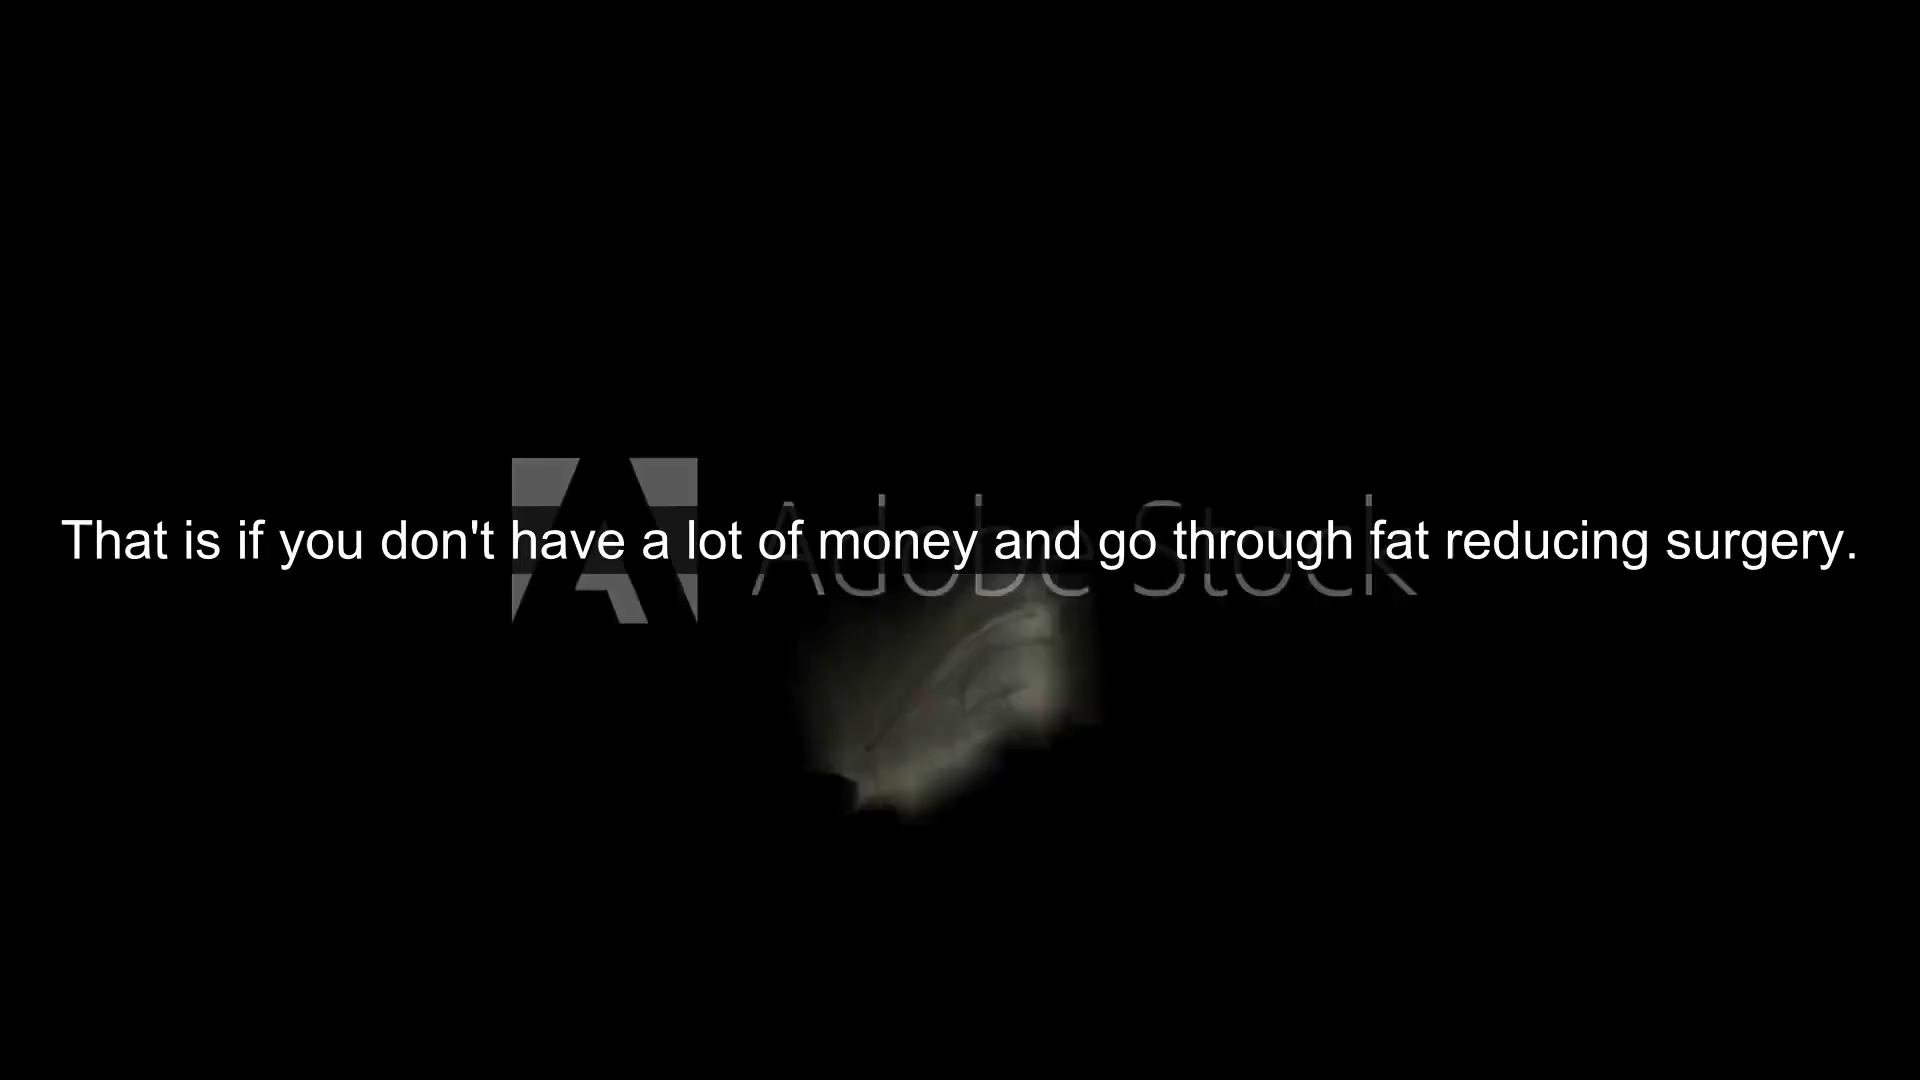 That is if you don't have a lot of money and go through fat reducing surgery.
Adobe Stock